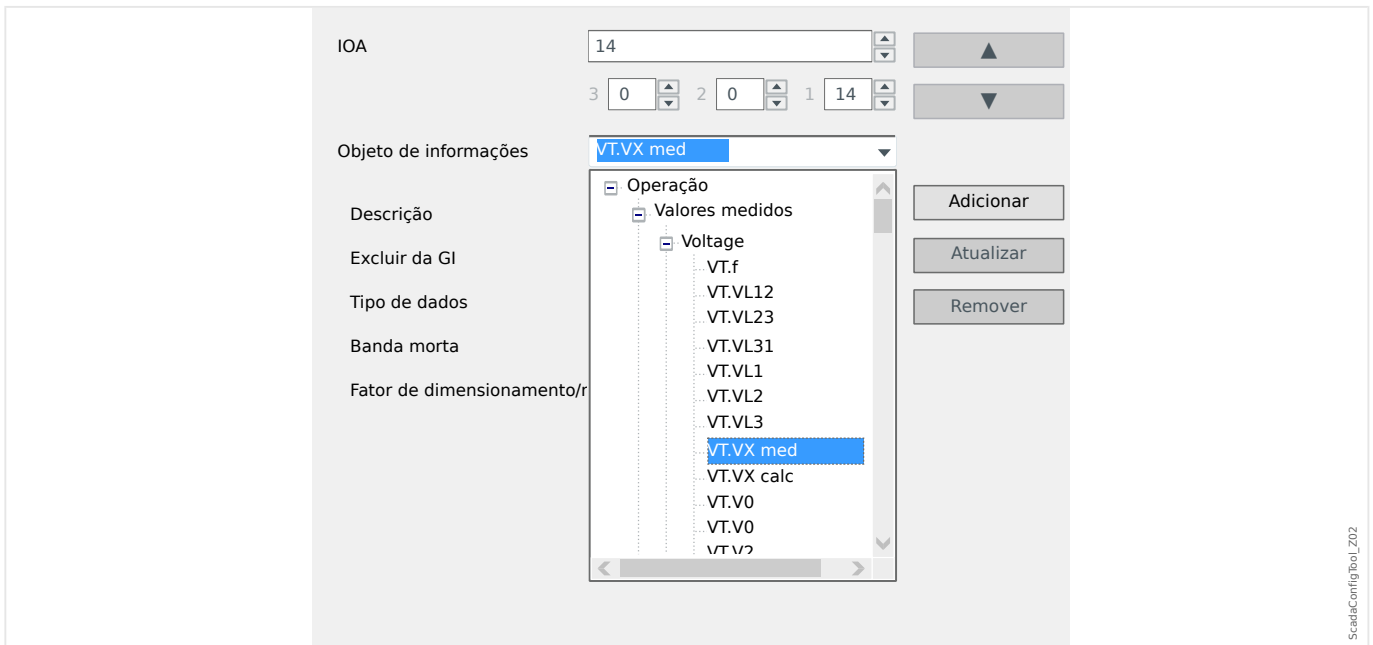 IOA
14
▲
3 0 2 0 1 14
▼
Objeto de informações
VT.VX med
Operação
Adicionar
Valores medidos
Descrição
Voltage
Atualizar
Excluir da GI
VT.f
VT.VL12
Tipo de dados
Remover
VT.VL23
Banda morta
VT.VL31
VT.VL1
Fator de dimensionamento/r
VT.VL2
VT.VL3
VT.VX med
VT.VX calc
VT.V0
VT.V0
VT.V2
ScadaConfigTool_Z02